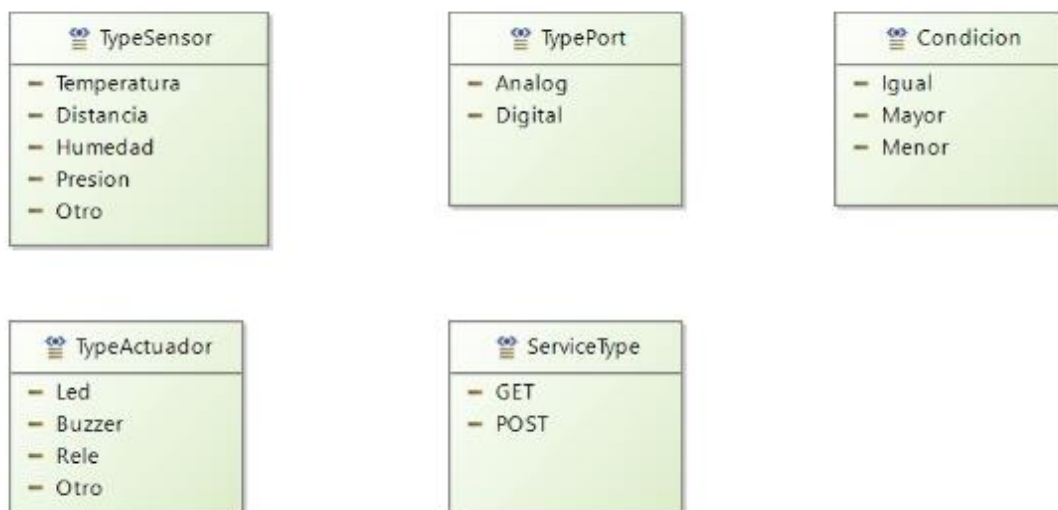 TypeSensor
Temperatura
Distancia
Humedad
Presion
Otro
TypePort
Analog
Digital
Condicion
Igual
Mayor
Menor
TypeActuador
Led
Buzzer
Rele
Otro
ServiceType
GET
POST